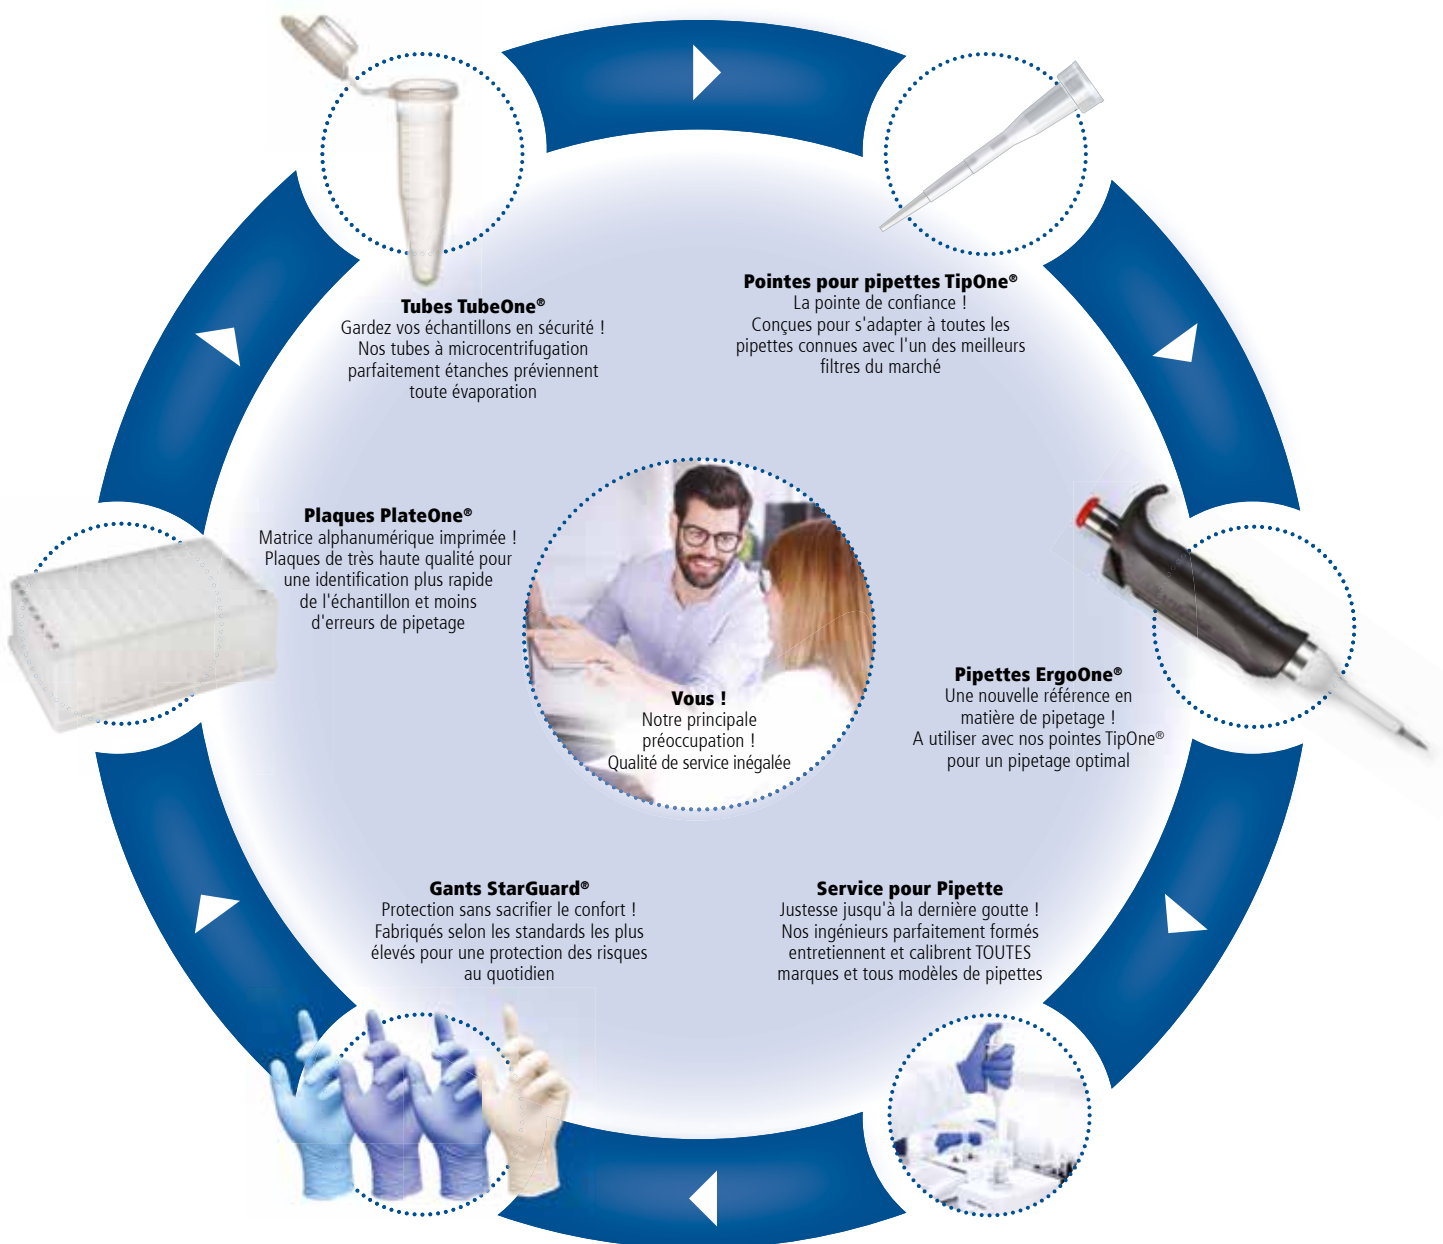 Tubes TubeOne®
Gardez vos échantillons en sécurité !
Nos tubes à microcentrifugation
parfaitement étanches préviennent
toute évaporation
Pointes pour pipettes TipOne®
La pointe de confiance !
Conçues pour s'adapter à toutes les
pipettes connues avec l'un des meilleurs
filtres du marché
Plaques PlateOne®
Matrice alphanumérique imprimée !
Plaques de très haute qualité pour
une identification plus rapide
de l'échantillon et moins
d'erreurs de pipetage
Vous !
Notre principale
préoccupation !
Qualité de service inégalée
Pipettes ErgoOne®
Une nouvelle référence en
matière de pipetage !
A utiliser avec nos pointes TipOne®
pour un pipetage optimal
Gants StarGuard®
Protection sans sacrifier le confort !
Fabriqués selon les standards les plus
élevés pour une protection des risques
au quotidien
Service pour Pipette
Justesse jusqu'à la dernière goutte !
Nos ingénieurs parfaitement formés
entretiennent et calibrent TOUTES
marques et tous modèles de pipettes